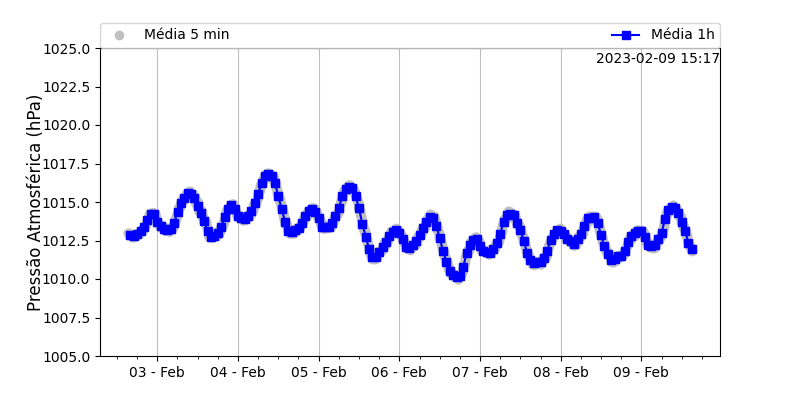 Média 5 min
Média 1h
2023-02-09 15:17
Pressão Atmosférica (hPa)
1025.0
1022.5
1020.0
1017.5
1015.0
1012.5
1010.0
1007.5
1005.0
03 - Feb
04 - Feb
05 - Feb
06 - Feb
07 - Feb
08 - Feb
09 - Feb